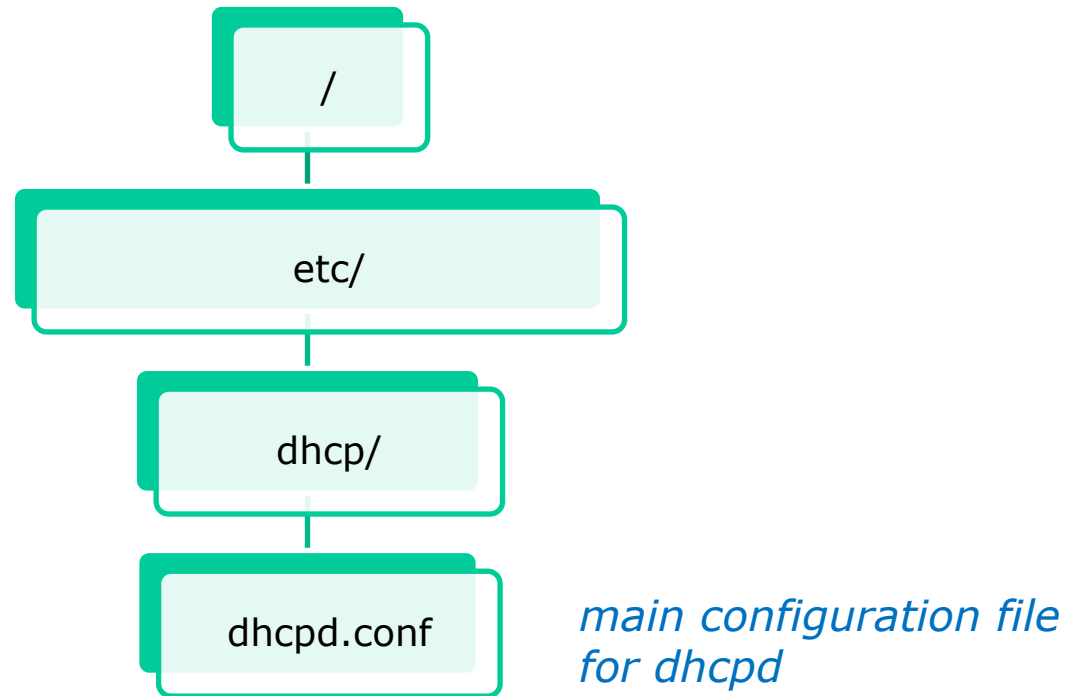 /
etc/
dhcp/
dhcpd.conf
main configuration file
for dhcpd